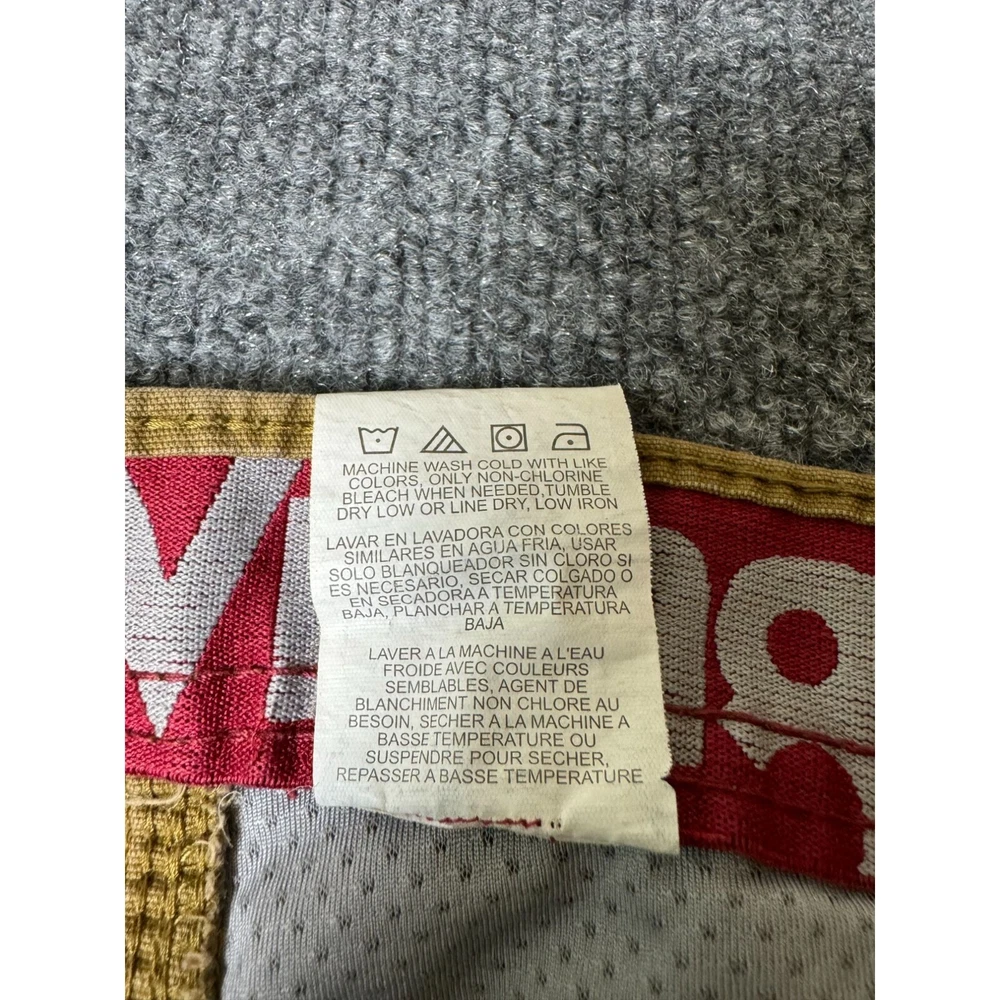 MACHINE WASH COLD WITH LIKE
COLORS, ONLY NON-CHLORINE
BLEACH WHEN NEEDED,TUMBLE
DRY LOW OR LINE DRY, LOW IRON
LAVAR EN LAVADORA CON COLORES
SIMILARES EN AGUA FRIA, USAR
SOLO BLANQUEADOR SIN CLORO SI
ES NECESARIO, SECAR COLGADO O
EN SECADORA A TEMPERATURA
BAJA, PLANCHAR A TEMPERATURA
BAJA
LAVER A LA MACHINE A L'EAU
FROIDE AVEC COULEURS
SEMBLABLES, AGENT DE
BLANCHIMENT NON CHLORE AU
BESOIN, SECHER A LA MACHINE A
BASSE TEMPERATURE OU
SUSPENDRE POUR SECHER,
REPASSER A BASSE TEMPERATURE